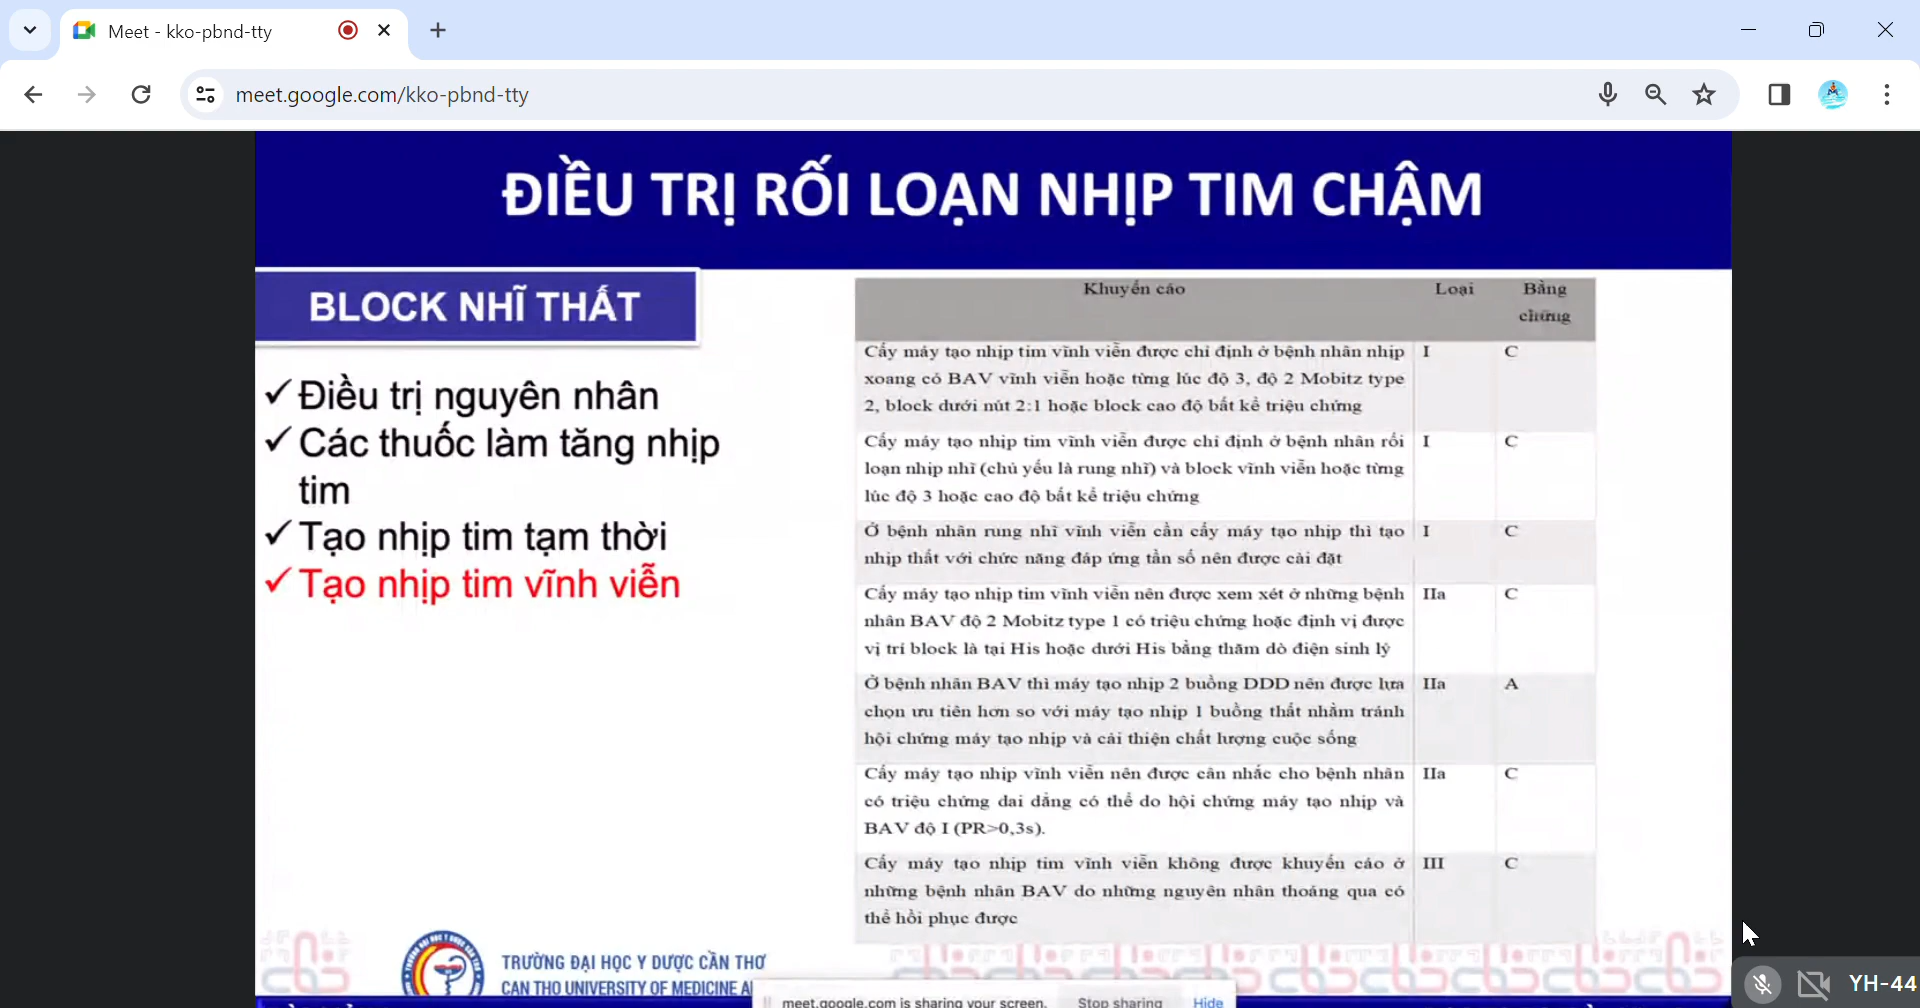 Meet - kko-pbnd-tty
meet.google.com/kko-pbnd-tty
ĐIỀU TRỊ RỐI LOẠN NHỊP TIM CHẬM
BLOCK NHĨ THẤT
✓ Điều trị nguyên nhân
✓ Các thuốc làm tăng nhịp
tim
✓ Tạo nhịp tim tạm thời
✓ Tạo nhịp tim vĩnh viễn
Khuyến cáo Loại Bằng
chứng
Cấy máy tạo nhịp tim vĩnh viễn được chỉ định ở bệnh nhân nhịp I C
xoang có BAV vĩnh viễn hoặc từng lúc độ 3, độ 2 Mobitz type
2, block dưới nút 2:1 hoặc block cao độ bất kể triệu chứng
Cấy máy tạo nhịp tim vĩnh viễn được chỉ định ở bệnh nhân rối I C
loạn nhịp nhĩ (chủ yếu là rung nhĩ) và block vĩnh viễn hoặc từng
lúc độ 3 hoặc cao độ bất kể triệu chứng
Ở bệnh nhân rung nhĩ vĩnh viễn cần cấy máy tạo nhịp thì tạo I C
nhịp thất với chức năng đáp ứng tần số nên được cài đặt
Cấy máy tạo nhịp tim vĩnh viễn nên được xem xét ở những bệnh IIa C
nhân BAV độ 2 Mobitz type 1 có triệu chứng hoặc định vị được
vị trí block là tại His hoặc dưới His bằng thăm dò điện sinh lý
Ở bệnh nhân BAV thì máy tạo nhịp 2 buồng DDD nên được lựa IIa A
chọn ưu tiên hơn so với máy tạo nhịp 1 buồng thất nhằm tránh
hội chứng máy tạo nhịp và cải thiện chất lượng cuộc sống
Cấy máy tạo nhịp vĩnh viễn nên được cân nhắc cho bệnh nhân IIa C
có triệu chứng dai dẳng có thể do hội chứng máy tạo nhịp và
BAV độ I (PR>0,3s).
Cấy máy tạo nhịp tim vĩnh viễn không được khuyến cáo ở III C
những bệnh nhân BAV do những nguyên nhân thoáng qua có
thể hồi phục được
TRƯỜNG ĐẠI HỌC Y DƯỢC CẦN THƠ
CAN THO UNIVERSITY OF MEDICINE
meet.google.com is sharing your screen. Stop sharing Hide
YH-44